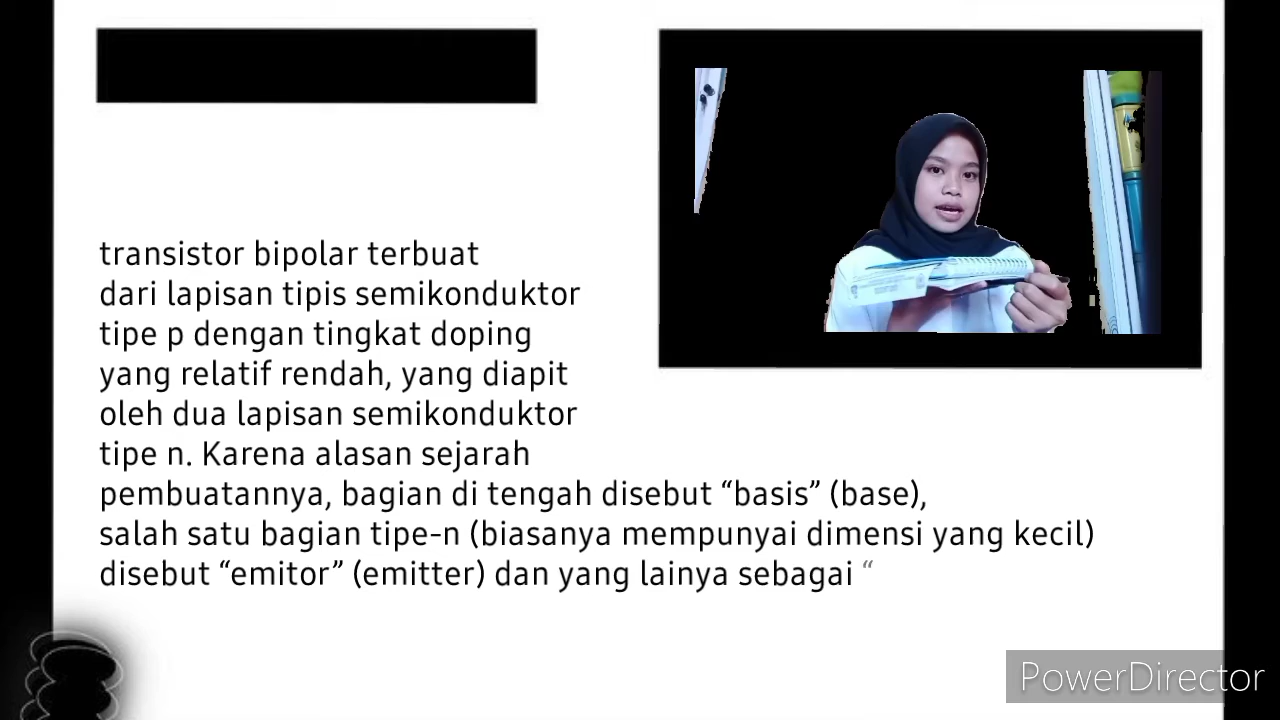 transistor bipolar terbuat
dari lapisan tipis semikonduktor
tipe p dengan tingkat doping
yang relatif rendah, yang diapit
oleh dua lapisan semikonduktor
tipe n. Karena alasan sejarah
pembuatannya, bagian di tengah disebut “basis” (base),
salah satu bagian tipe-n (biasanya mempunyai dimensi yang kecil)
disebut “emitor” (emitter) dan yang lainya sebagai “
PowerDirector